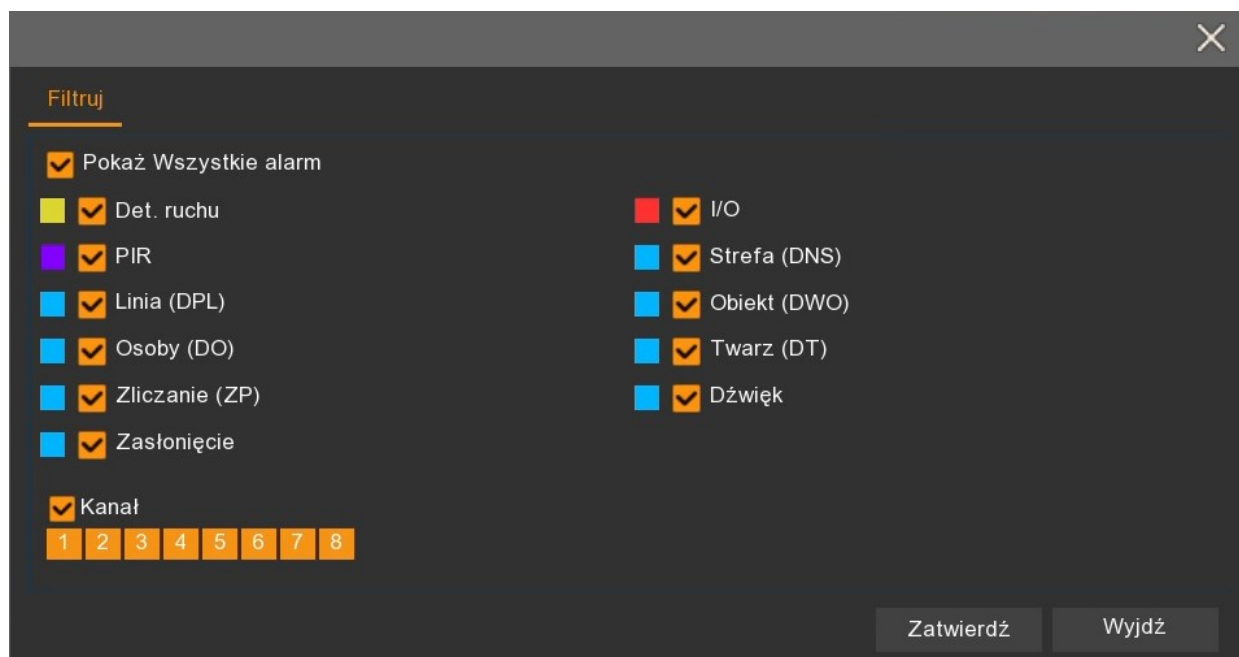 Filtruj
Pokaż Wszystkie alarm
Det. ruchu
I/O
PIR
Strefa (DNS)
Linia (DPL)
Obiekt (DWO)
Osoby (DO)
Twarz (DT)
Zliczanie (ZP)
Dźwięk
Zasłonięcie
Kanał
1 2 3 4 5 6 7 8
Zatwierdź Wyjdź